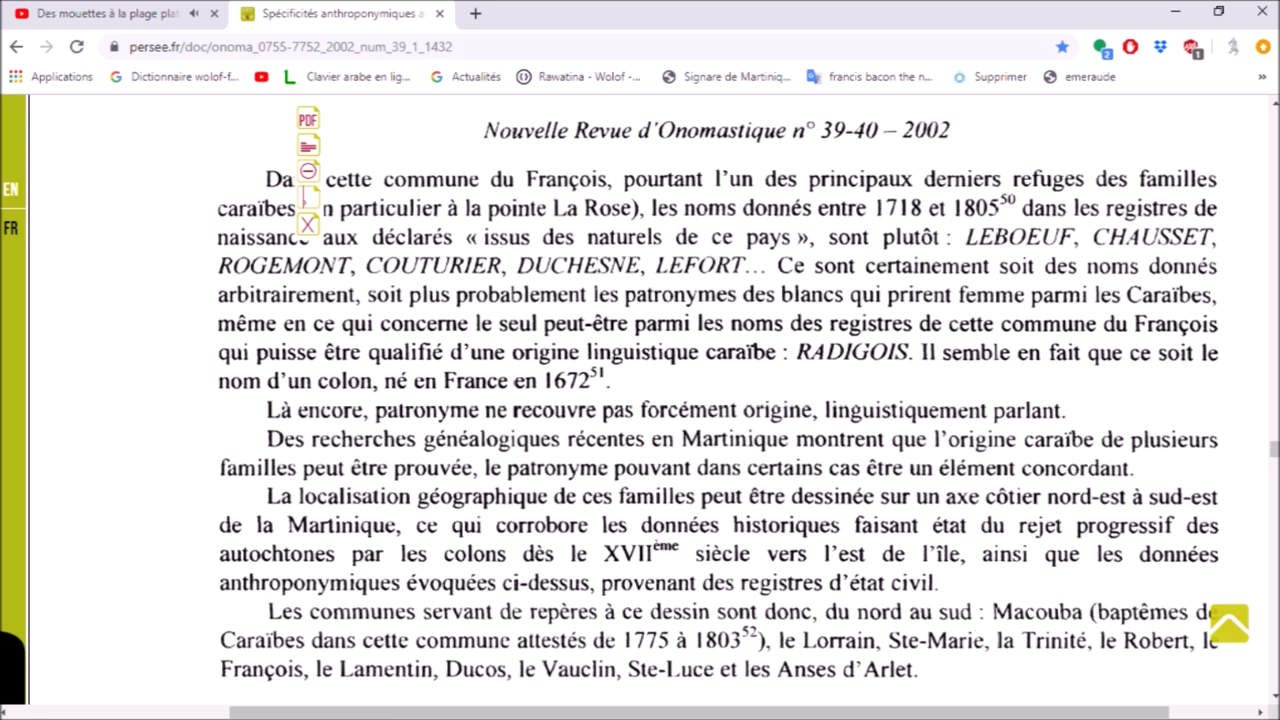 Des mouettes à la plage plat
Spécificités anthroponymiques a
persee.fr/doc/onoma_0755-7752_2002_num_39_1_1432
2
1
Applications
Dictionnaire wolof-f...
Clavier arabe en lig...
Actualités
Rawatina - Wolof -...
Signare de Martiniq...
francis bacon the n...
Supprimer
emeraude
»
PDF
EN
FR
Nouvelle Revue d'Onomastique n° 39-40 – 2002
Da cette commune du François, pourtant l'un des principaux derniers refuges des familles
caraïbes n particulier à la pointe La Rose), les noms donnés entre 1718 et 1805⁵⁰ dans les registres de
naissance aux déclarés « issus des naturels de ce pays », sont plutôt : LEBOEUF, CHAUSSET,
ROGEMONT, COUTURIER, DUCHESNE, LEFORT... Ce sont certainement soit des noms donnés
arbitrairement, soit plus probablement les patronymes des blancs qui prirent femme parmi les Caraïbes,
même en ce qui concerne le seul peut-être parmi les noms des registres de cette commune du François
qui puisse être qualifié d'une origine linguistique caraïbe : RADIGOIS. Il semble en fait que ce soit le
nom d'un colon, né en France en 1672⁵¹.
Là encore, patronyme ne recouvre pas forcément origine, linguistiquement parlant.
Des recherches généalogiques récentes en Martinique montrent que l'origine caraïbe de plusieurs
familles peut être prouvée, le patronyme pouvant dans certains cas être un élément concordant.
La localisation géographique de ces familles peut être dessinée sur un axe côtier nord-est à sud-est
de la Martinique, ce qui corrobore les données historiques faisant état du rejet progressif des
autochtones par les colons dès le XVIIème siècle vers l'est de l'île, ainsi que les données
anthroponymiques évoquées ci-dessus, provenant des registres d'état civil.
Les communes servant de repères à ce dessin sont donc, du nord au sud : Macouba (baptêmes de
Caraïbes dans cette commune attestés de 1775 à 1803⁵²), le Lorrain, Ste-Marie, la Trinité, le Robert, le
François, le Lamentin, Ducos, le Vauclin, Ste-Luce et les Anses d'Arlet.